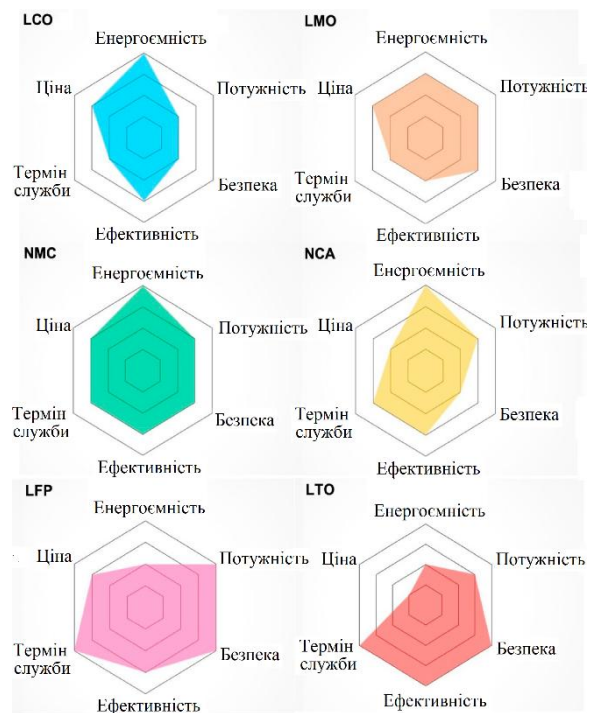 LCO
Енергоємність
Ціна
Потужність
Термін
служби
Безпека
Ефективність
LMO
Енергоємність
Ціна
Потужність
Термін
служби
Безпека
Ефективність
NMC
Енергоємність
Ціна
Потужність
Термін
служби
Безпека
Ефективність
NCA
Енергоємність
Ціна
Потужність
Термін
служби
Безпека
Ефективність
LFP
Енергоємність
Ціна
Потужність
Термін
служби
Безпека
Ефективність
LTO
Енергоємність
Ціна
Потужність
Термін
служби
Безпека
Ефективність